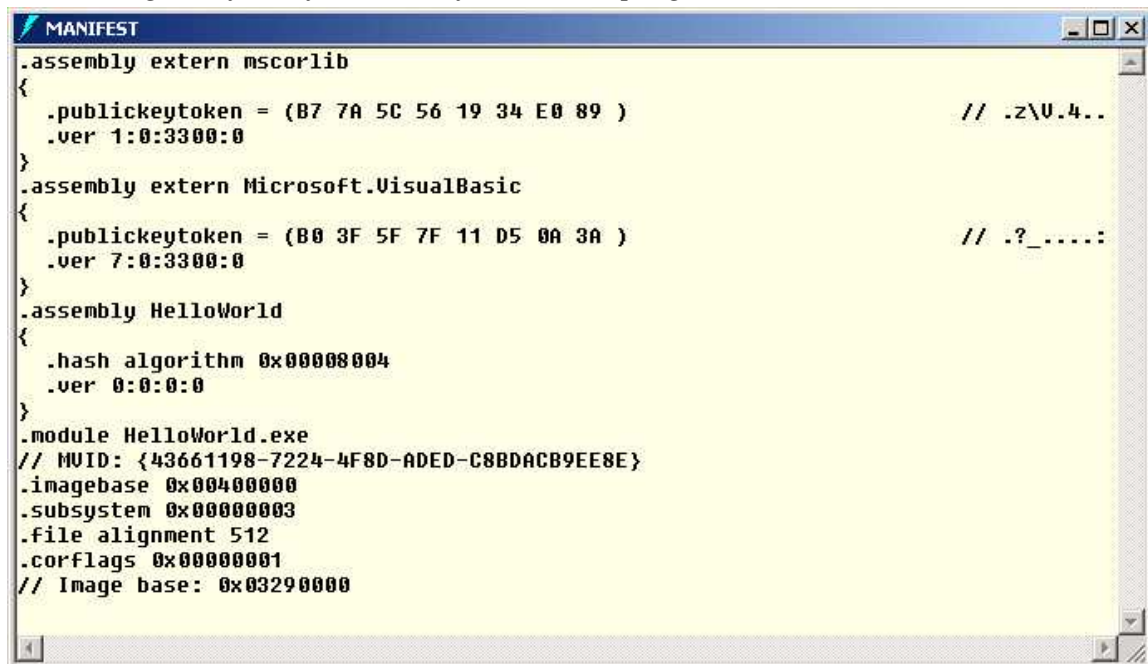 MANIFEST
.assembly extern mscorlib
{
  .publickeytoken = (B7 7A 5C 56 19 34 E0 89 ) // .z\V.4..
  .ver 1:0:3300:0
}
.assembly extern Microsoft.VisualBasic
{
  .publickeytoken = (B0 3F 5F 7F 11 D5 0A 3A ) // .?_....:
  .ver 7:0:3300:0
}
.assembly HelloWorld
{
  .hash algorithm 0x00008004
  .ver 0:0:0:0
}
.module HelloWorld.exe
// MVID: {43661198-7224-4F8D-ADED-C8BDACB9EE8E}
.imagebase 0x00400000
.subsystem 0x00000003
.file alignment 512
.corflags 0x00000001
// Image base: 0x03290000